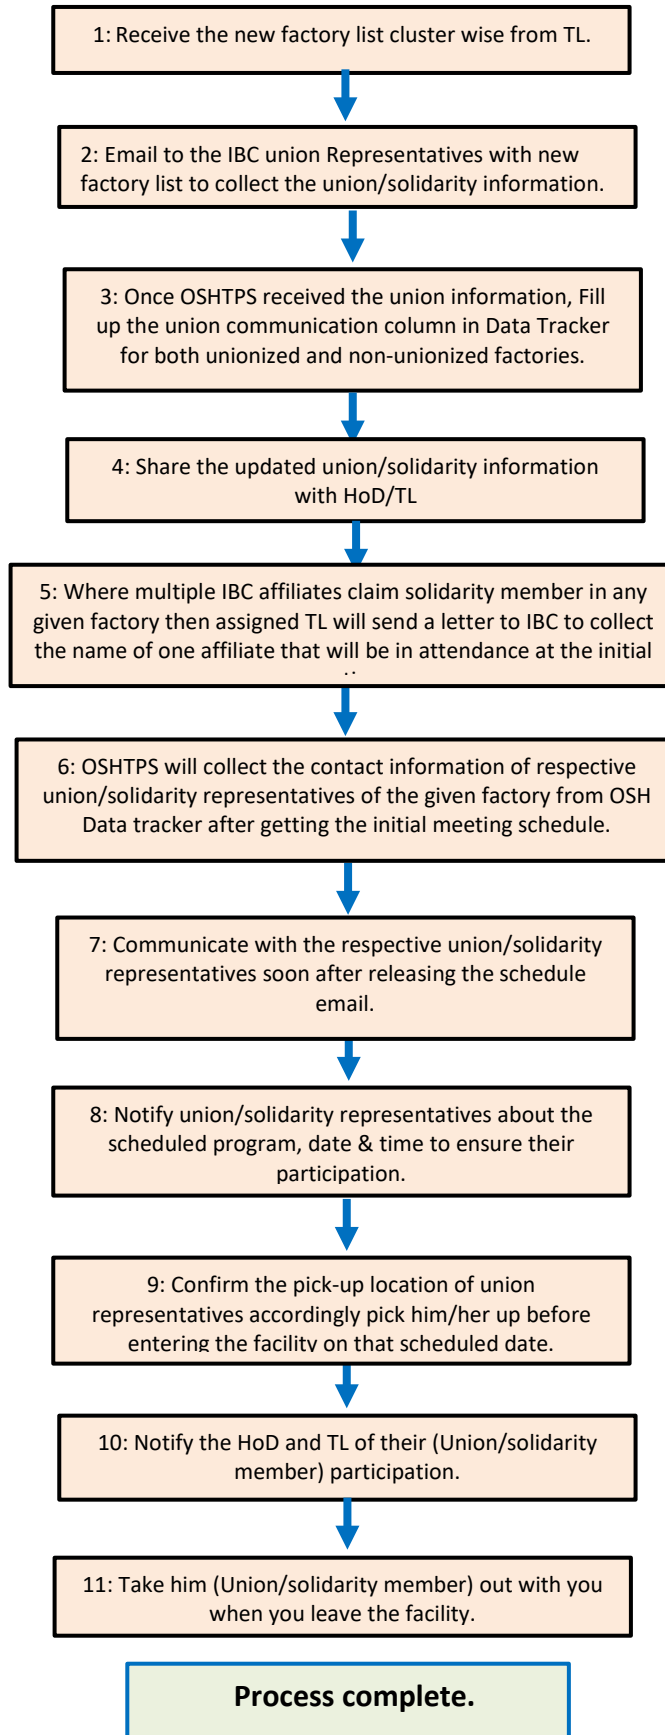 1: Receive the new factory list cluster wise from TL.
2: Email to the IBC union Representatives with new
factory list to collect the union/solidarity information.
3: Once OSHTPS received the union information, Fill
up the union communication column in Data Tracker
for both unionized and non-unionized factories.
4: Share the updated union/solidarity information
with HoD/TL
5: Where multiple IBC affiliates claim solidarity member in any
given factory then assigned TL will send a letter to IBC to collect
the name of one affiliate that will be in attendance at the initial
6: OSHTPS will collect the contact information of respective
union/solidarity representatives of the given factory from OSH
Data tracker after getting the initial meeting schedule.
7: Communicate with the respective union/solidarity
representatives soon after releasing the schedule
email.
8: Notify union/solidarity representatives about the
scheduled program, date & time to ensure their
participation.
9: Confirm the pick-up location of union
representatives accordingly pick him/her up before
entering the facility on that scheduled date.
10: Notify the HoD and TL of their (Union/solidarity
member) participation.
11: Take him (Union/solidarity member) out with you
when you leave the facility.
Process complete.